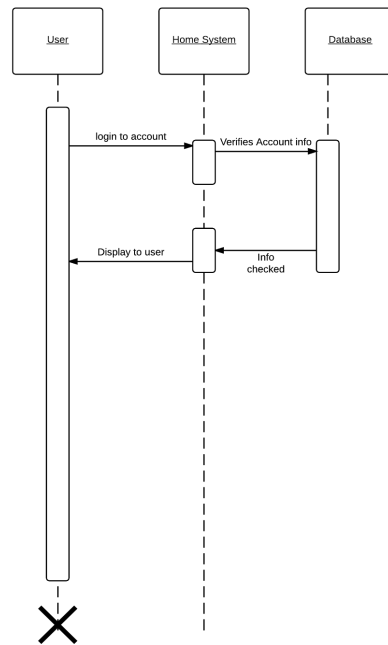 User
Home System
Database
login to account
Verifies Account info
Display to user
Info
checked